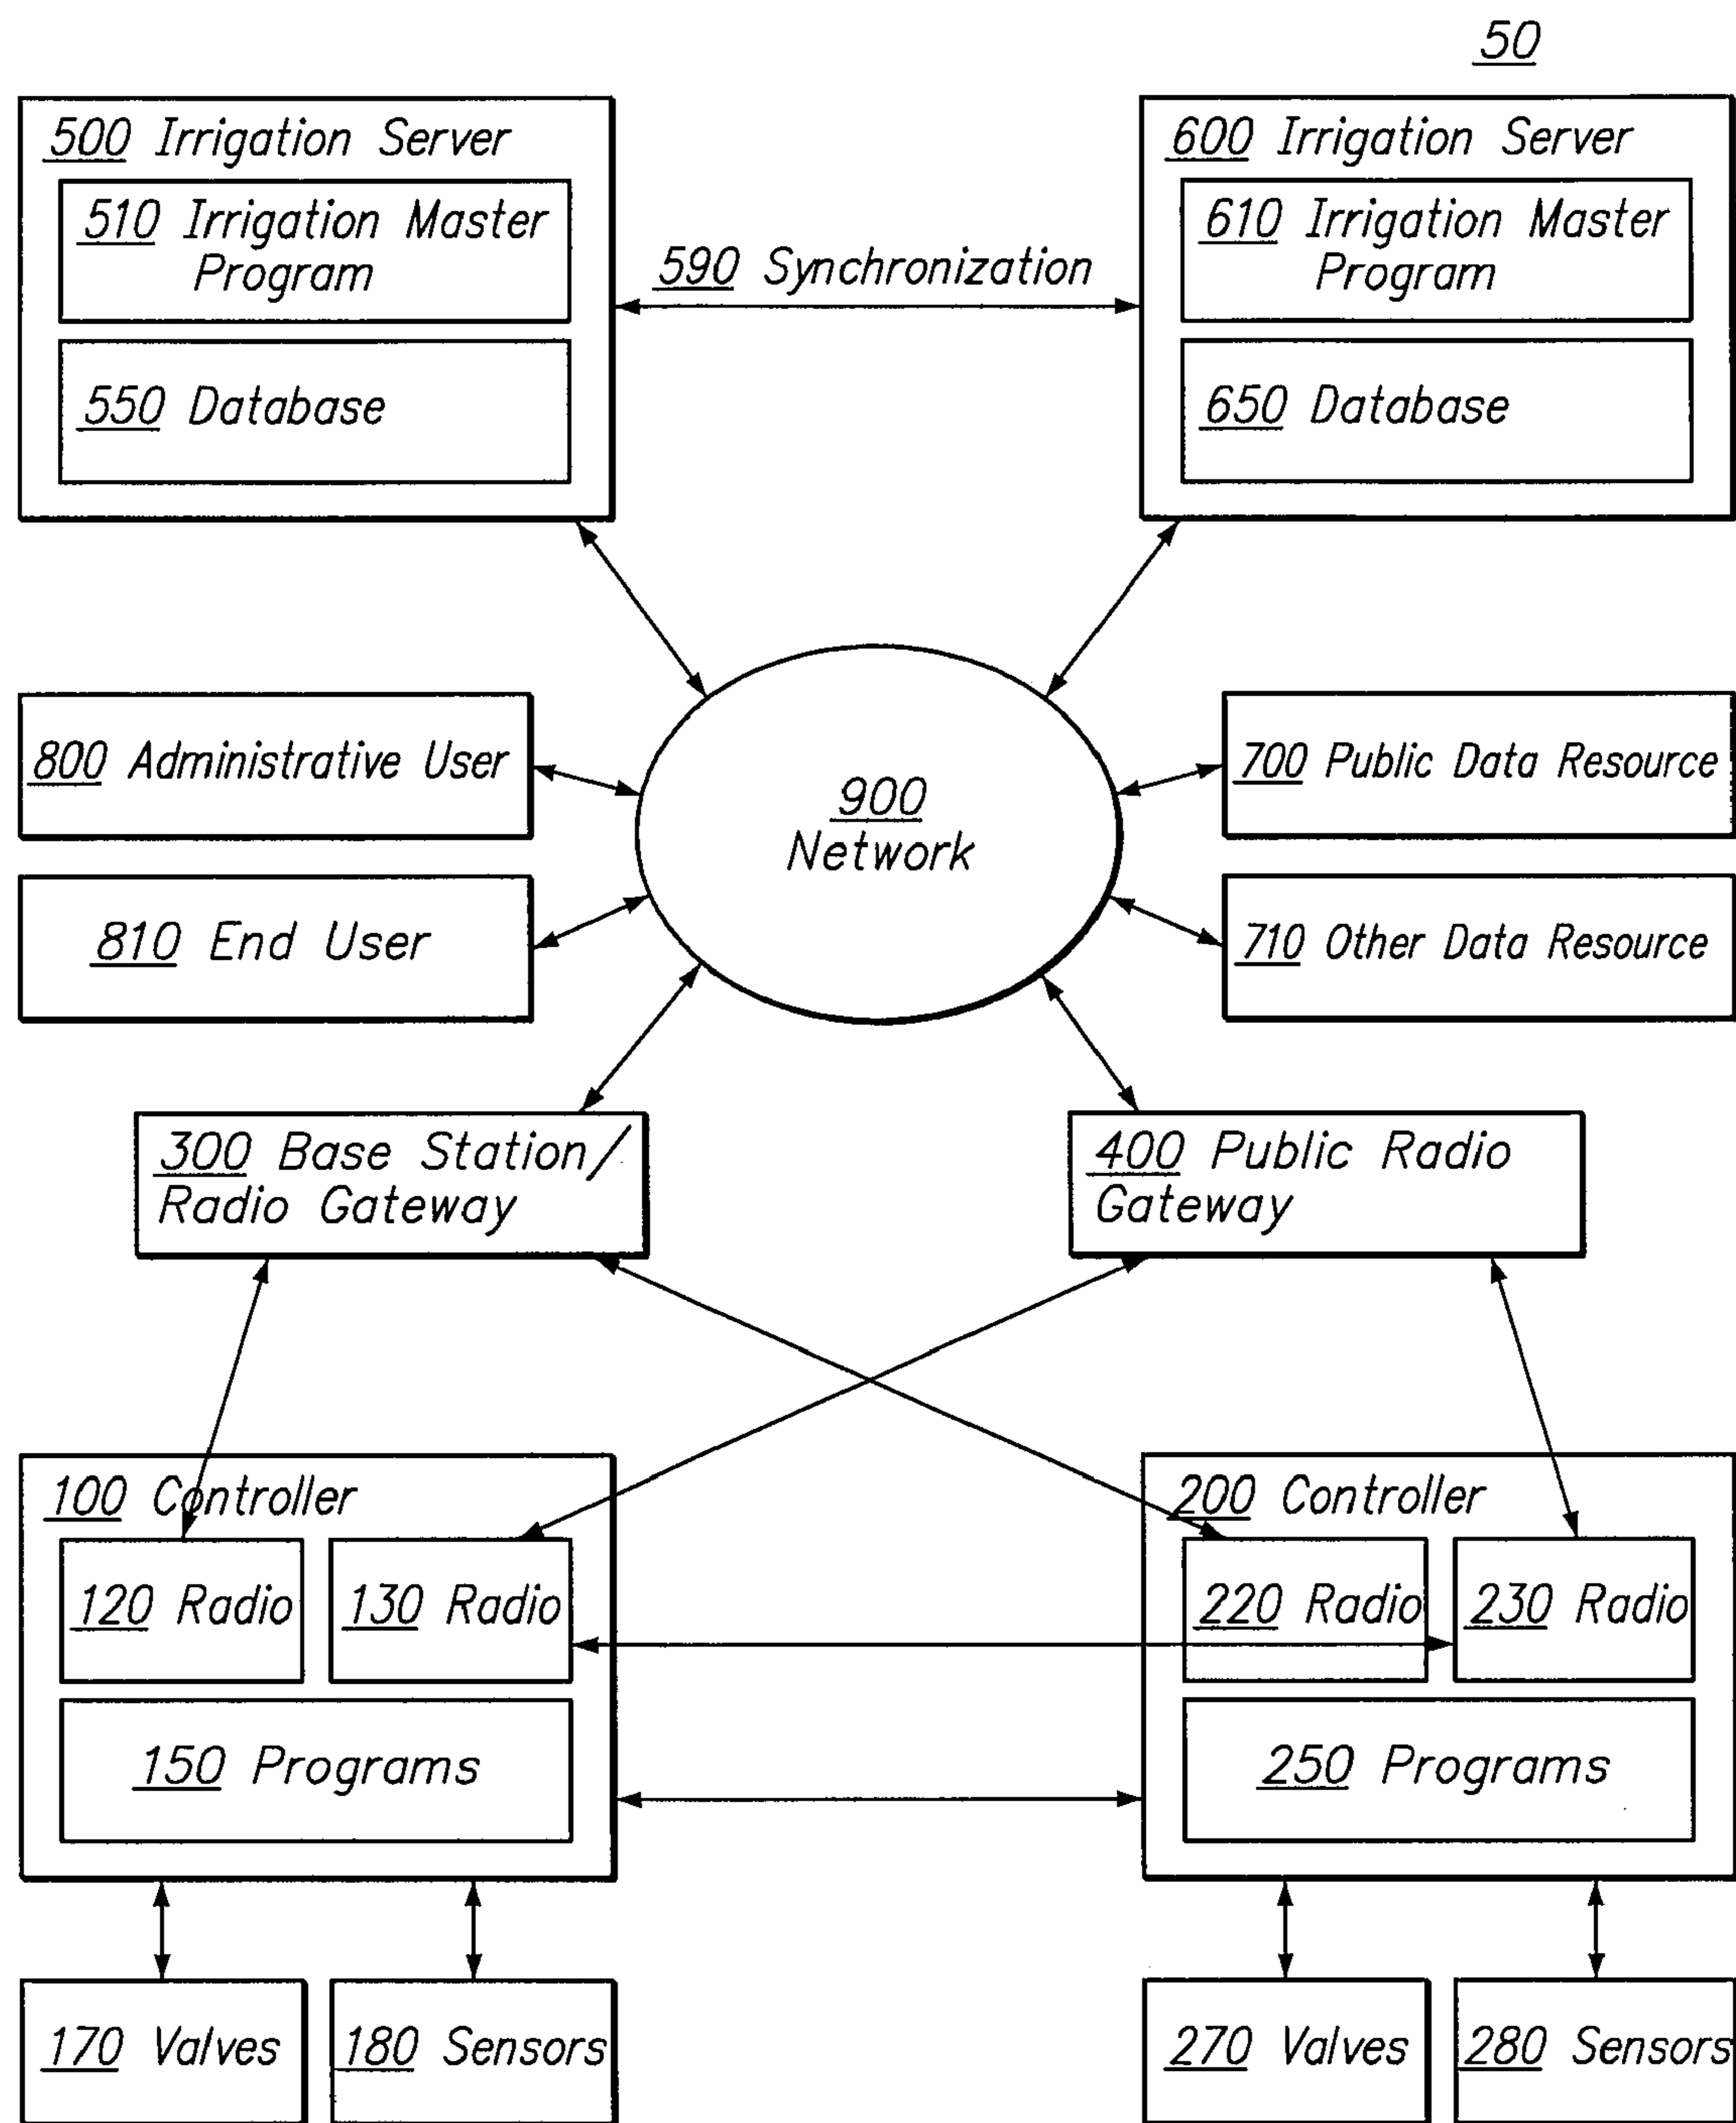 50
500 Irrigation Server
510 Irrigation Master
Program
550 Database
590 Synchronization
600 Irrigation Server
610 Irrigation Master
Program
650 Database
800 Administrative User
810 End User
900
Network
700 Public Data Resource
710 Other Data Resource
300 Base Station/
Radio Gateway
400 Public Radio
Gateway
100 Controller
120 Radio
130 Radio
150 Programs
200 Controller
220 Radio
230 Radio
250 Programs
170 Valves
180 Sensors
270 Valves
280 Sensors